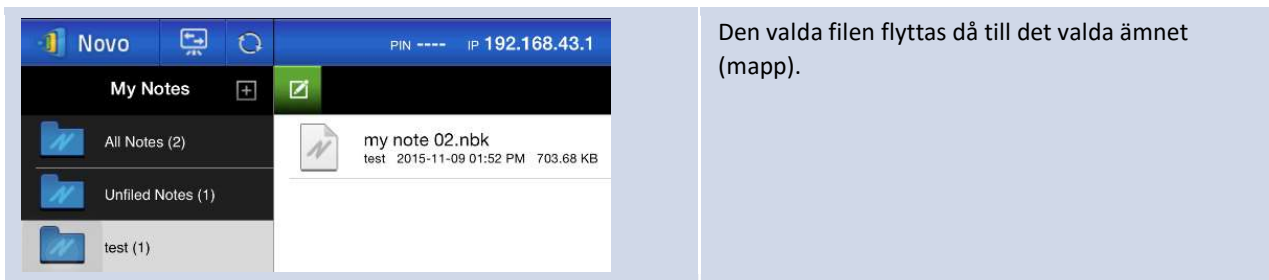 Novo
PIN ---- IP 192.168.43.1
My Notes
All Notes (2)
my note 02.nbk
test 2015-11-09 01:52 PM 703.68 KB
Unfiled Notes (1)
test (1)
Den valda filen flyttas då till det valda ämnet
(mapp).